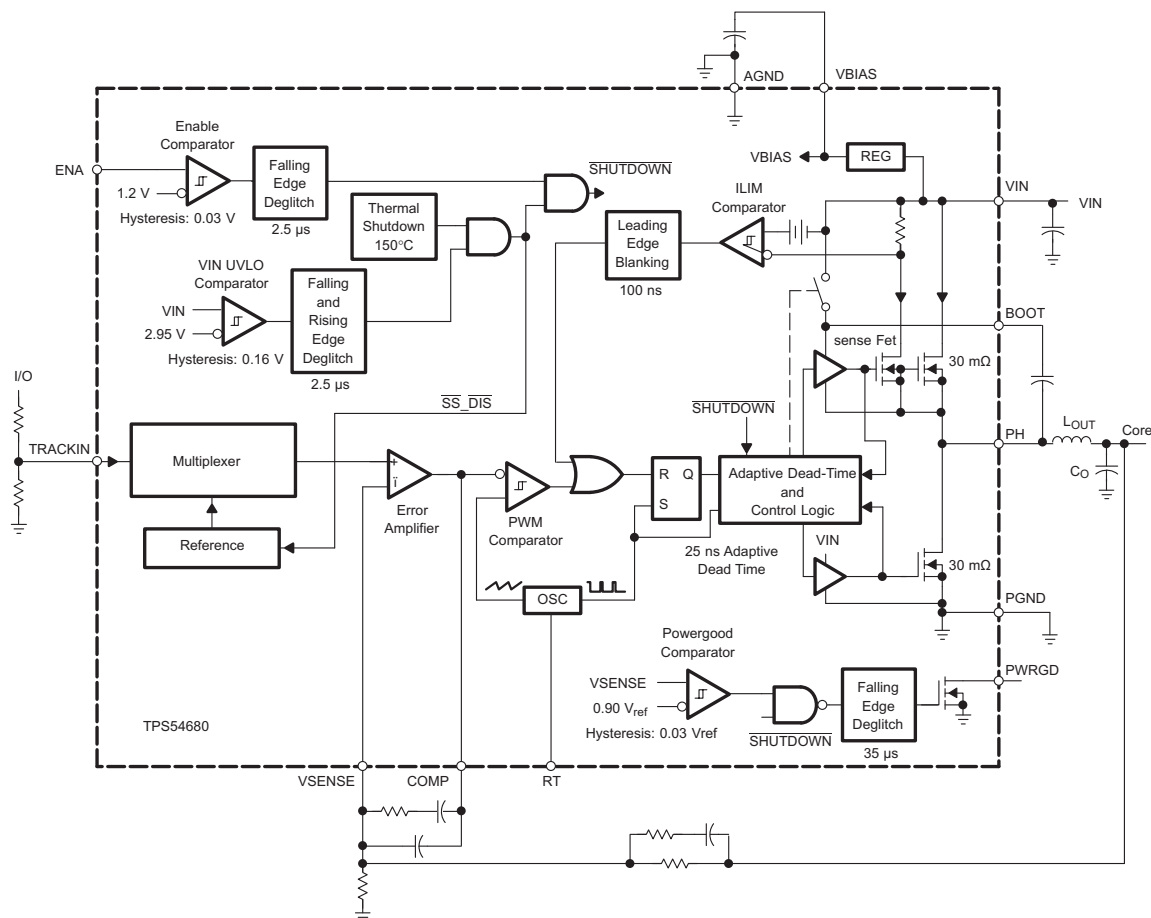 AGND
VBIAS
Enable
Comparator
ENA
1.2 V
Hysteresis: 0.03 V
Falling
Edge
Deglitch
2.5 µs
SHUTDOWN
Thermal
Shutdown
150°C
VIN UVLO
Comparator
VIN
2.95 V
Hysteresis: 0.16 V
Falling
and
Rising
Edge
Deglitch
2.5 µs
SS_DIS
VBIAS
REG
VIN
VIN
ILIM
Comparator
Leading
Edge
Blanking
100 ns
BOOT
sense Fet
30 mΩ
I/O
TRACKIN
Multiplexer
Reference
+
ï
Error
Amplifier
PWM
Comparator
OSC
R Q
S
SHUTDOWN
Adaptive Dead-Time
and
Control Logic
25 ns Adaptive
Dead Time
VIN
30 mΩ
PH
LOUT
Core
CO
PGND
Powergood
Comparator
VSENSE
0.90 Vref
Hysteresis: 0.03 Vref
SHUTDOWN
Falling
Edge
Deglitch
35 µs
PWRGD
TPS54680
VSENSE
COMP
RT